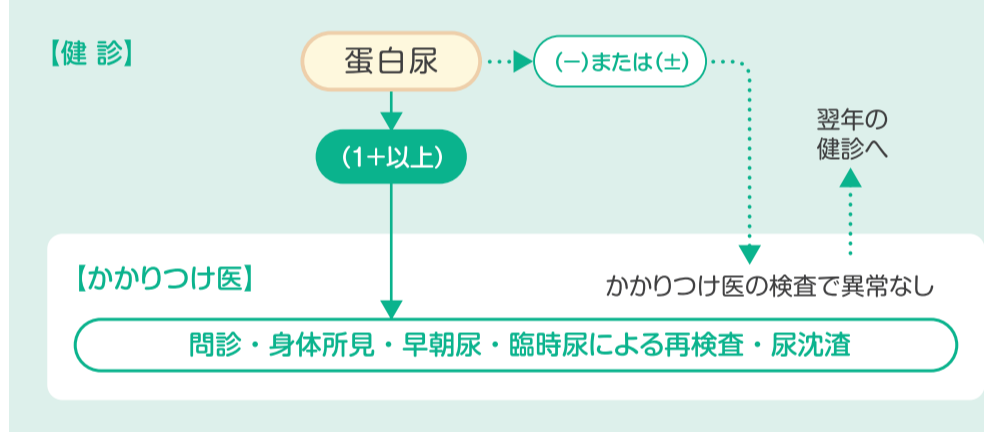 【健 診】
蛋白尿
(−)または(±)
(1+以上)
翌年の
健診へ
【かかりつけ医】
かかりつけ医の検査で異常なし
問診・身体所見・早朝尿・臨時尿による再検査・尿沈渣